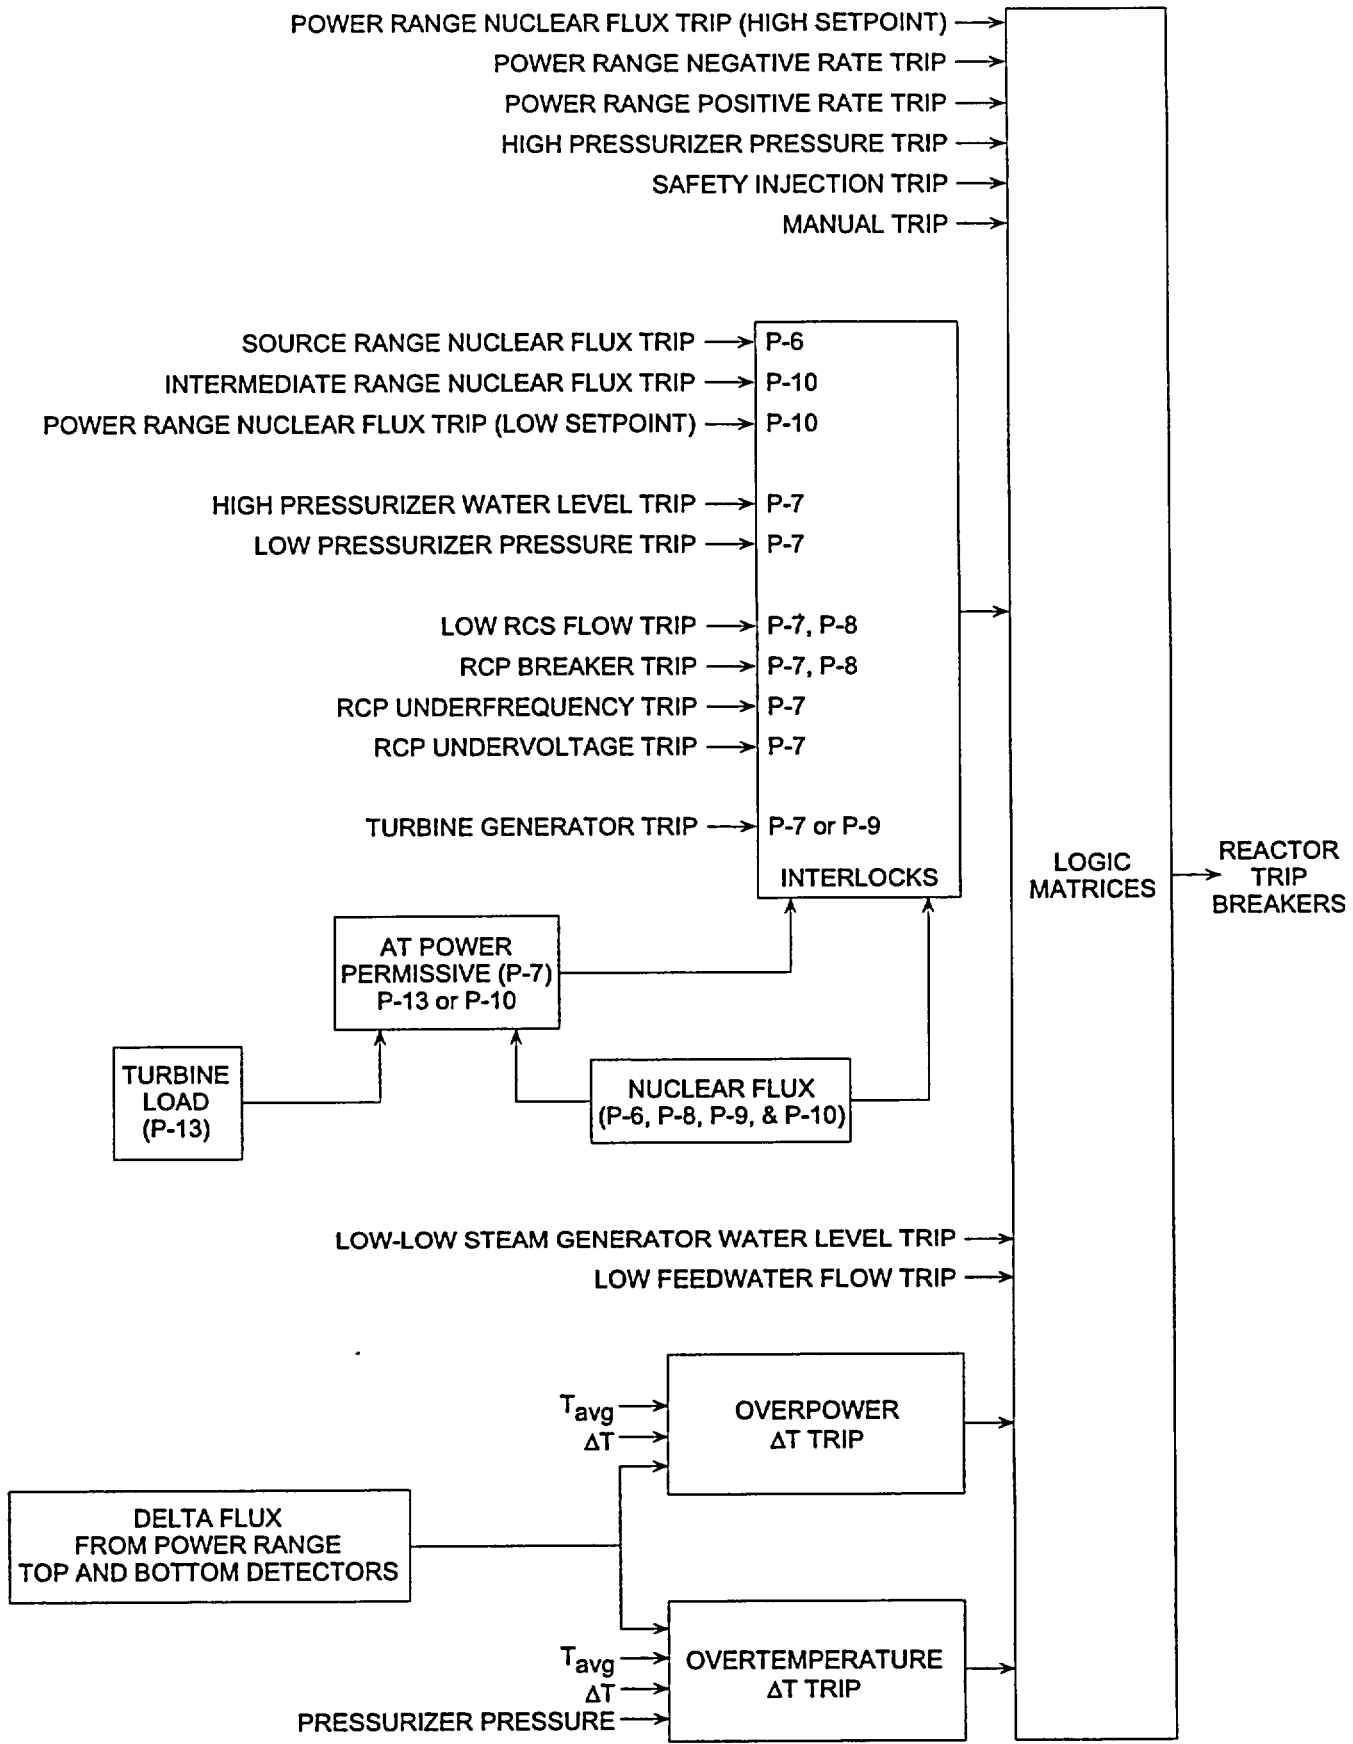 POWER RANGE NUCLEAR FLUX TRIP (HIGH SETPOINT)
POWER RANGE NEGATIVE RATE TRIP
POWER RANGE POSITIVE RATE TRIP
HIGH PRESSURIZER PRESSURE TRIP
SAFETY INJECTION TRIP
MANUAL TRIP
SOURCE RANGE NUCLEAR FLUX TRIP P-6
INTERMEDIATE RANGE NUCLEAR FLUX TRIP P-10
POWER RANGE NUCLEAR FLUX TRIP (LOW SETPOINT) P-10
HIGH PRESSURIZER WATER LEVEL TRIP P-7
LOW PRESSURIZER PRESSURE TRIP P-7
LOW RCS FLOW TRIP P-7, P-8
RCP BREAKER TRIP P-7, P-8
RCP UNDERFREQUENCY TRIP P-7
RCP UNDERVOLTAGE TRIP P-7
TURBINE GENERATOR TRIP P-7 or P-9
INTERLOCKS
LOGIC
MATRICES
REACTOR
TRIP
BREAKERS
AT POWER
PERMISSIVE (P-7)
P-13 or P-10
TURBINE
LOAD
(P-13)
NUCLEAR FLUX
(P-6, P-8, P-9, & P-10)
LOW-LOW STEAM GENERATOR WATER LEVEL TRIP
LOW FEEDWATER FLOW TRIP
Tavg
ΔT
OVERPOWER
ΔT TRIP
DELTA FLUX
FROM POWER RANGE
TOP AND BOTTOM DETECTORS
Tavg
ΔT
PRESSURIZER PRESSURE
OVERTEMPERATURE
ΔT TRIP